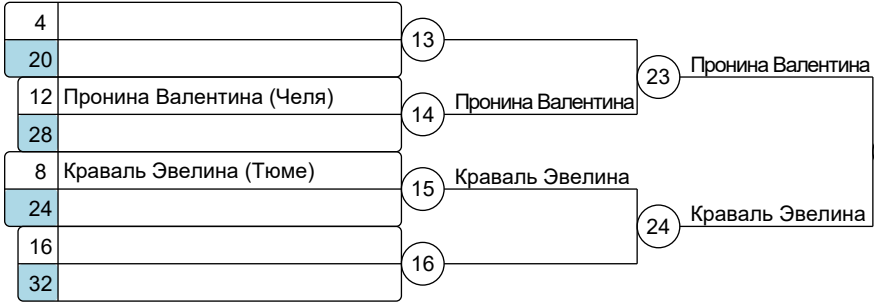 4
13
20
23 Пронина Валентина
12 Пронина Валентина (Челя)
14 Пронина Валентина
28
8 Краваль Эвелина (Тюме)
15 Краваль Эвелина
24
24 Краваль Эвелина
16
16
32